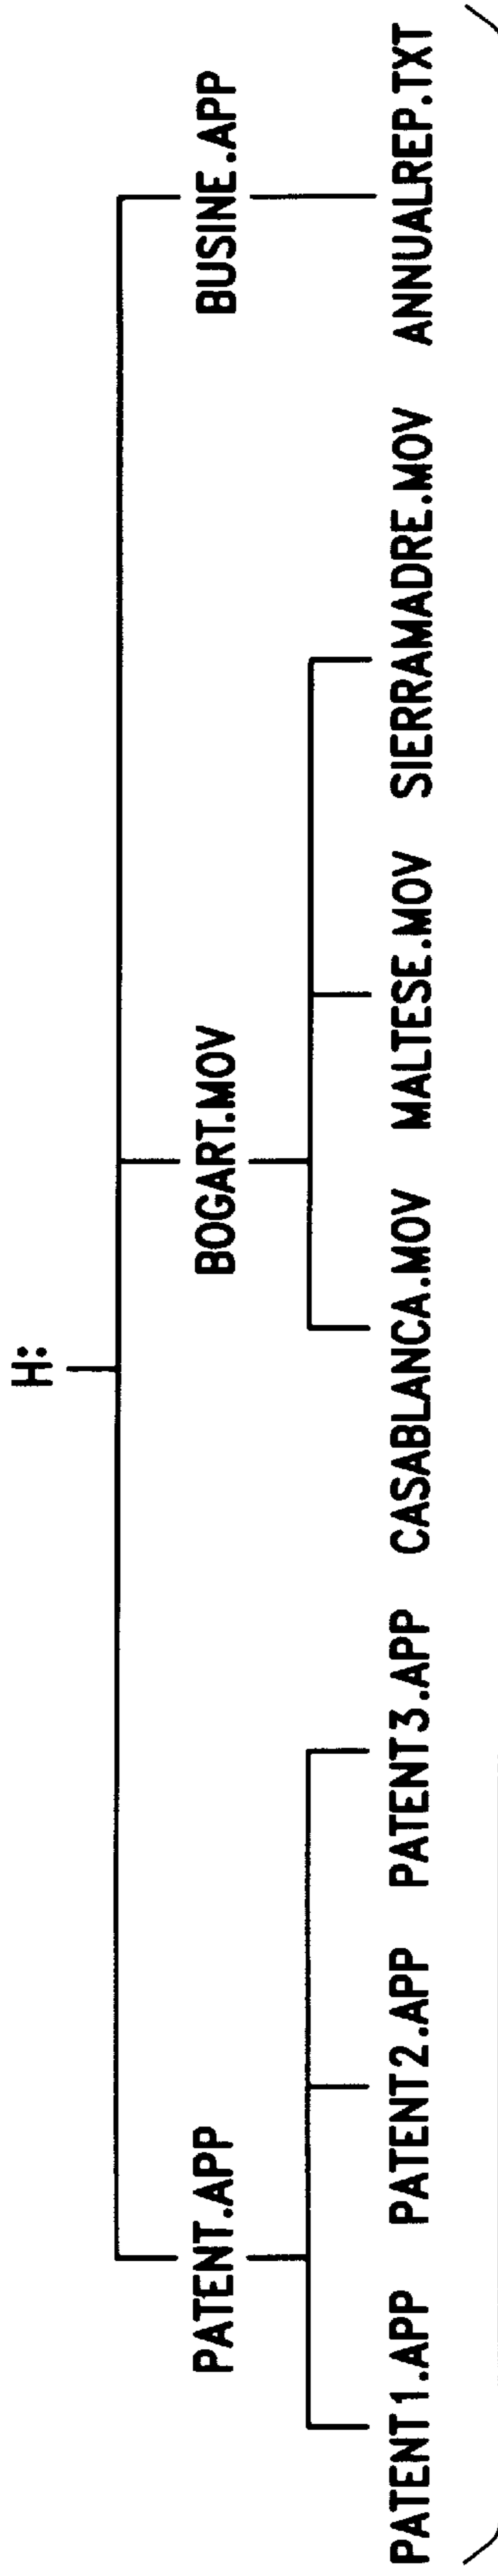 H:
PATENT.APP BOGART.MOV BUSINE.APP
PATENT1.APP PATENT2.APP PATENT3.APP CASABLANCA.MOV MALTESE.MOV SIERRAMADRE.MOV ANNUALREP.TXT